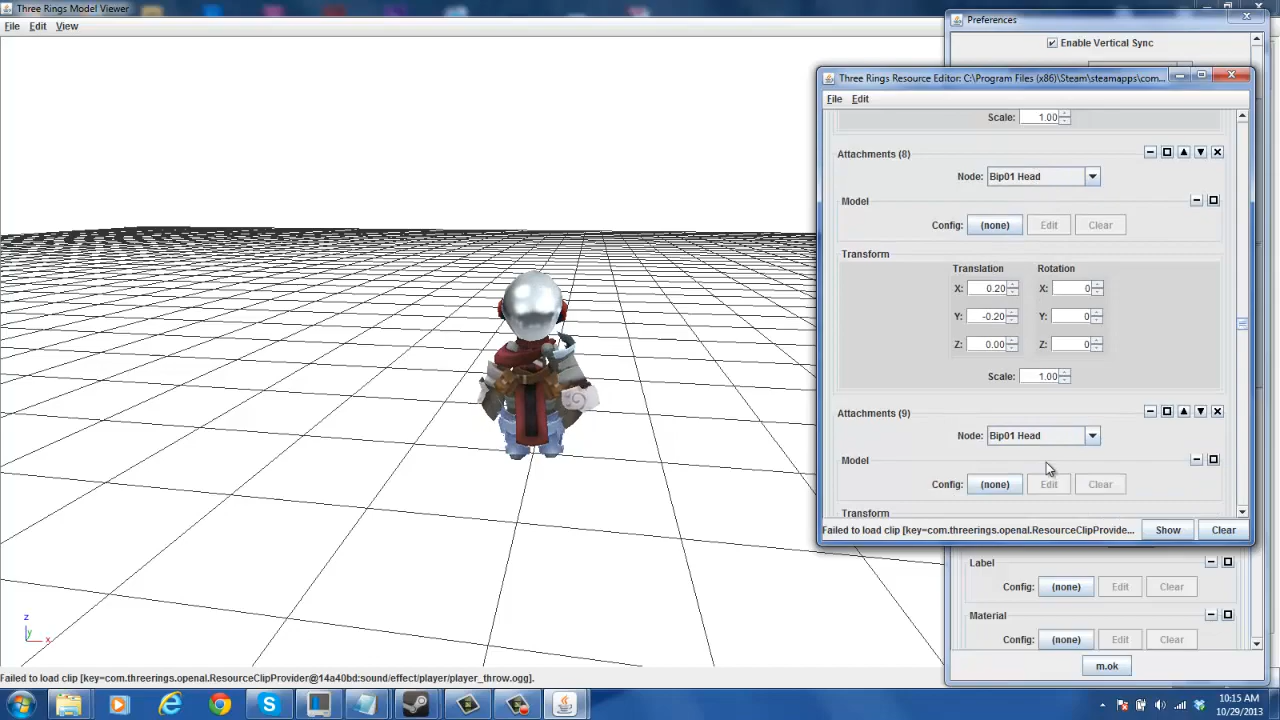 Three Rings Model Viewer
File Edit View
Preferences
Enable Vertical Sync
Three Rings Resource Editor: C:\Program Files (x86)\Steam\steamapps\com...
File Edit
Scale: 1.00
Attachments (8)
Node: Bip01 Head
Model
Config: (none) Edit Clear
Transform
Translation Rotation
X: 0.20 X: 0
Y: -0.20 Y: 0
Z: 0.00 Z: 0
Scale: 1.00
Attachments (9)
Node: Bip01 Head
Model
Config: (none) Edit Clear
Transform
Failed to load clip [key=com.threerings.openal.ResourceClipProvide... Show Clear
Label
Config: (none) Edit Clear
Material
Config: (none) Edit Clear
m.ok
z
y
x
Failed to load clip [key=com.threerings.openal.ResourceClipProvider@14a40bd:sound/effect/player/player_throw.ogg].
10:15 AM
10/29/2013